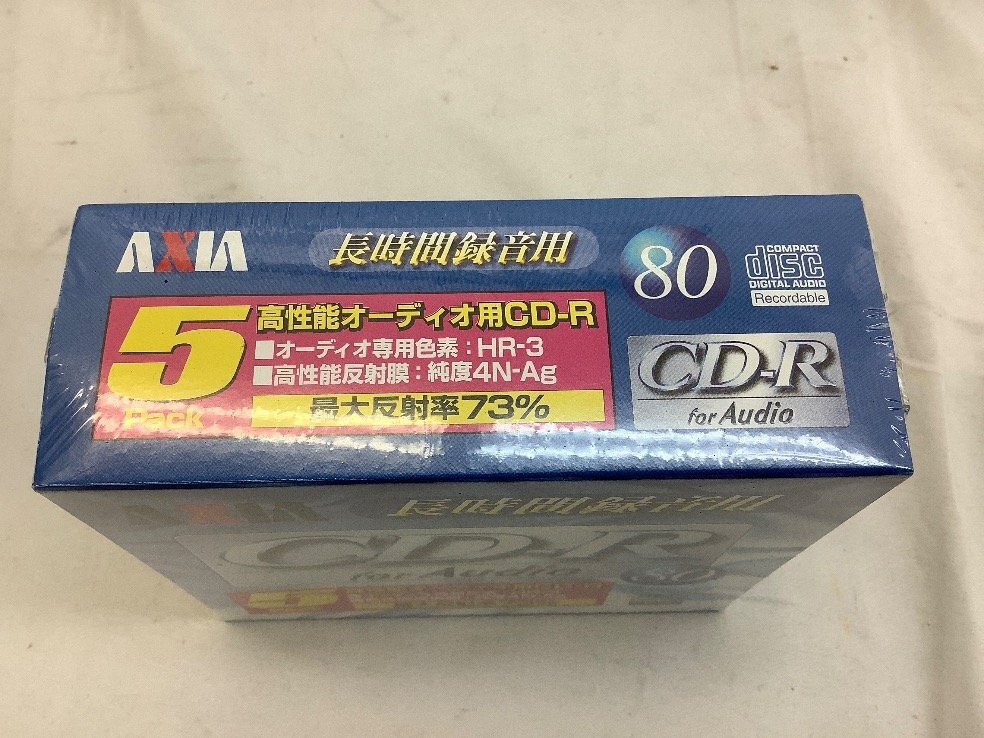 AXIA
長時間録音用
80
COMPACT
disc
DIGITAL AUDIO
Recordable
5
Pack
高性能オーディオ用CD-R
■オーディオ専用色素:HR-3
■高性能反射膜:純度4N-Ag
最大反射率73%
CD-R
for Audio
AXIA
長時間録音用
CD-R
for Audio
80
5